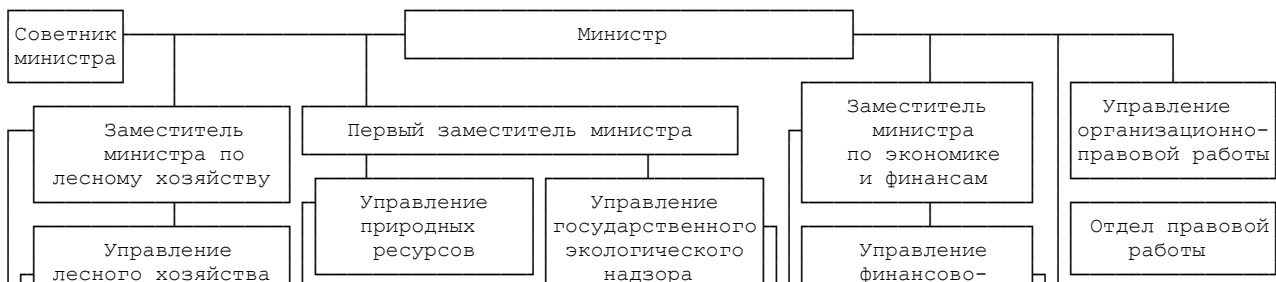 Советник
министра
Министр
Заместитель
министра по
лесному хозяйству
Первый заместитель министра
Заместитель
министра
по экономике
и финансам
Управление
организационно-
правовой работы
Управление
природных
ресурсов
Управление
государственного
экологического
надзора
Отдел правовой
работы
Управление
лесного хозяйства
Управление
финансово-